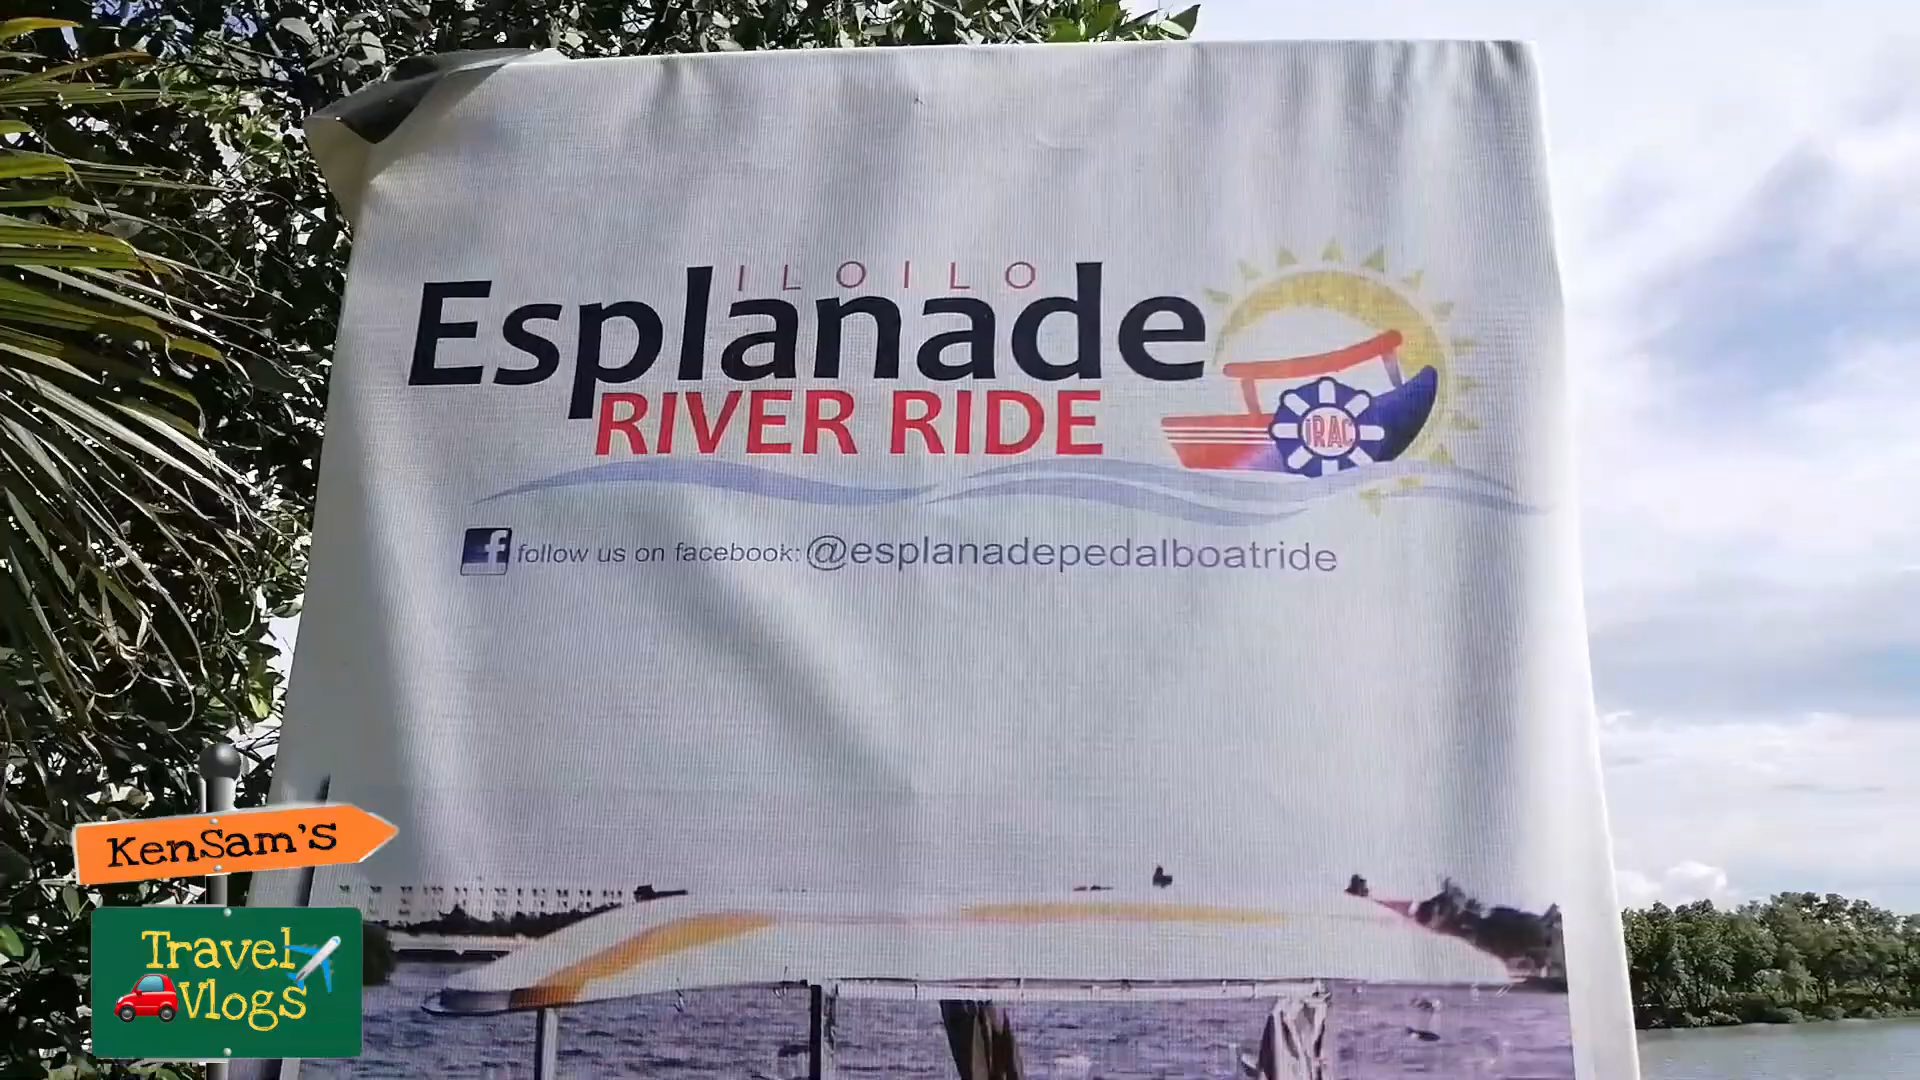 ILOILO
Esplanade
RIVER RIDE
iRAC
f follow us on facebook: @esplanadepedalboatride
KenSam's
Travel
Vlogs